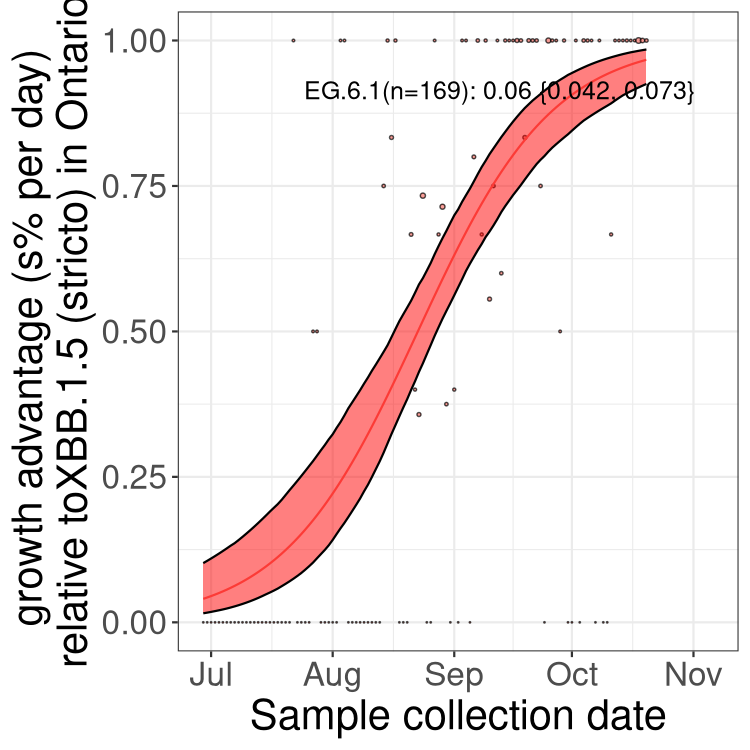 growth advantage (s% per day)
relative toXBB.1.5 (stricto) in Ontario
1.00
0.75
0.50
0.25
0.00
EG.6.1(n=169): 0.06 {0.042, 0.073}
Jul Aug Sep Oct Nov
Sample collection date